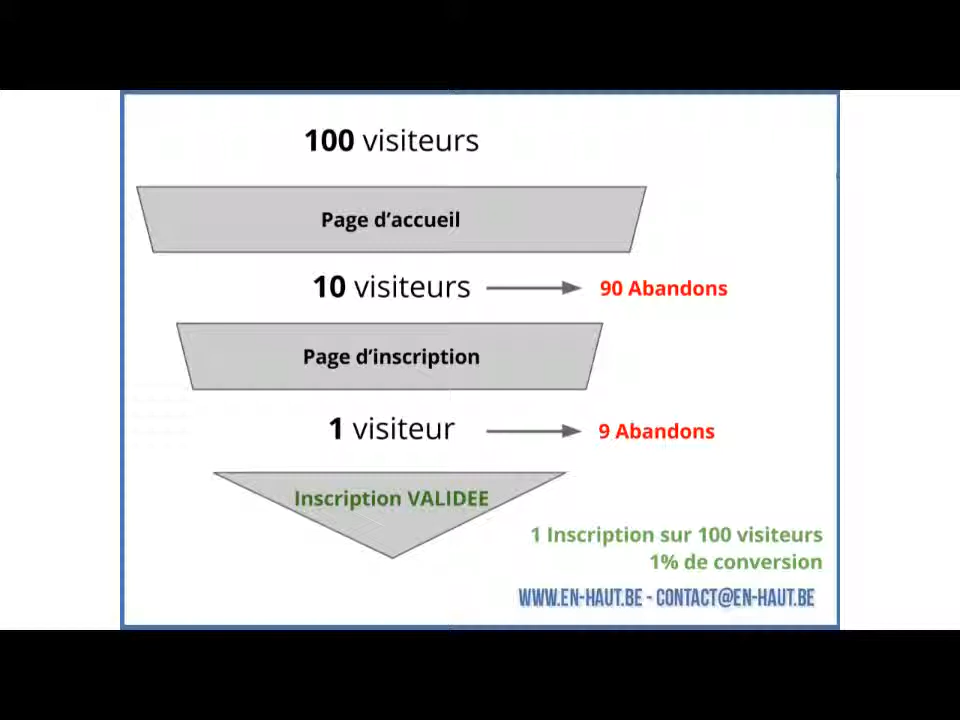 100 visiteurs
Page d’accueil
10 visiteurs
90 Abandons
Page d’inscription
1 visiteur
9 Abandons
Inscription VALIDEE
1 Inscription sur 100 visiteurs
1% de conversion
WWW.EN-HAUT.BE - CONTACT@EN-HAUT.BE